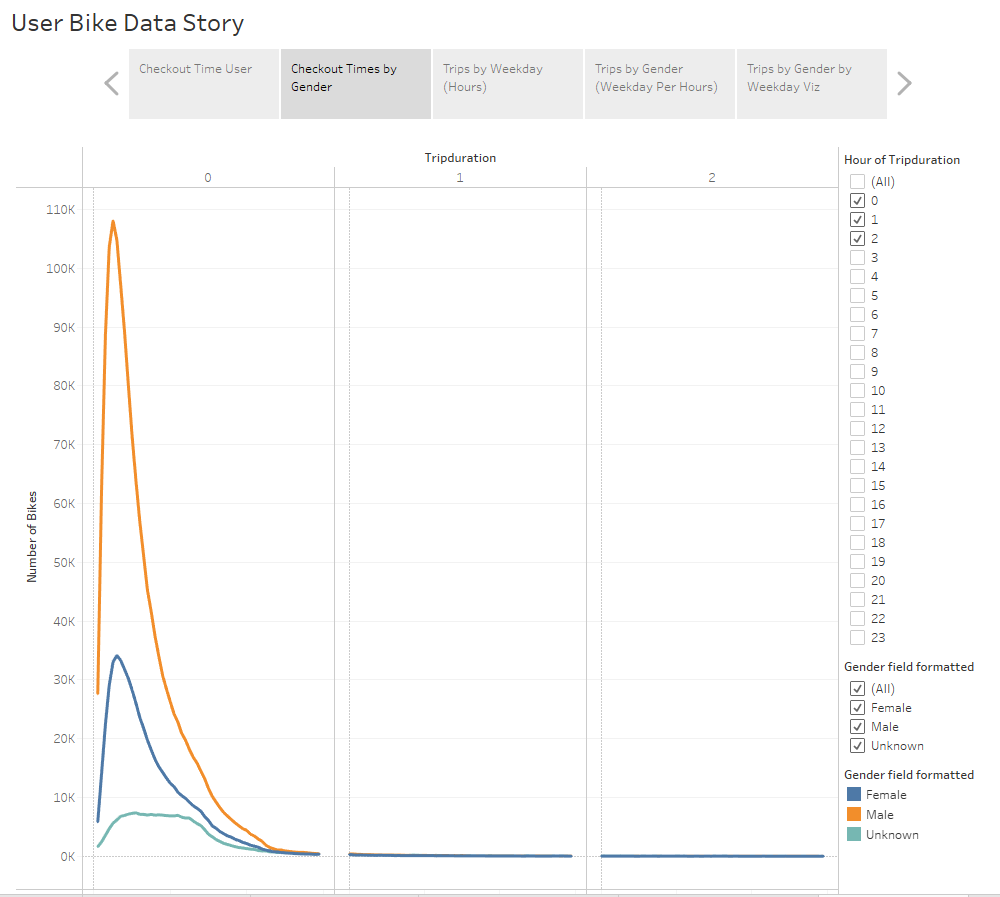 User Bike Data Story
Checkout Time User
Checkout Times by
Gender
Trips by Weekday
(Hours)
Trips by Gender
(Weekday Per Hours)
Trips by Gender by
Weekday Viz
Tripduration
0
1
2
110K
100K
90K
80K
70K
60K
50K
40K
30K
20K
10K
0K
Number of Bikes
Hour of Tripduration
(All)
0
1
2
3
4
5
6
7
8
9
10
11
12
13
14
15
16
17
18
19
20
21
22
23
Gender field formatted
(All)
Female
Male
Unknown
Gender field formatted
Female
Male
Unknown